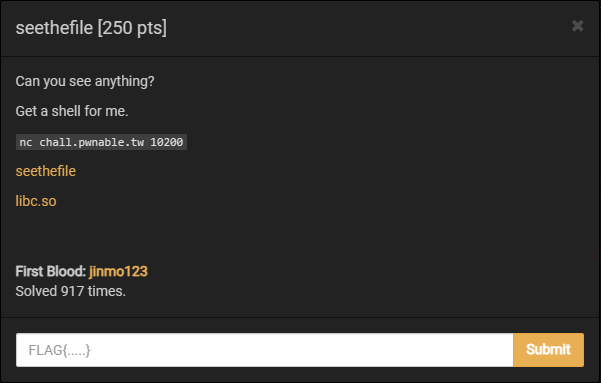 seethefile [250 pts]
×
Can you see anything?
Get a shell for me.
nc chall.pwnable.tw 10200
seethefile
libc.so
First Blood: jinmo123
Solved 917 times.
FLAG{.....}
Submit